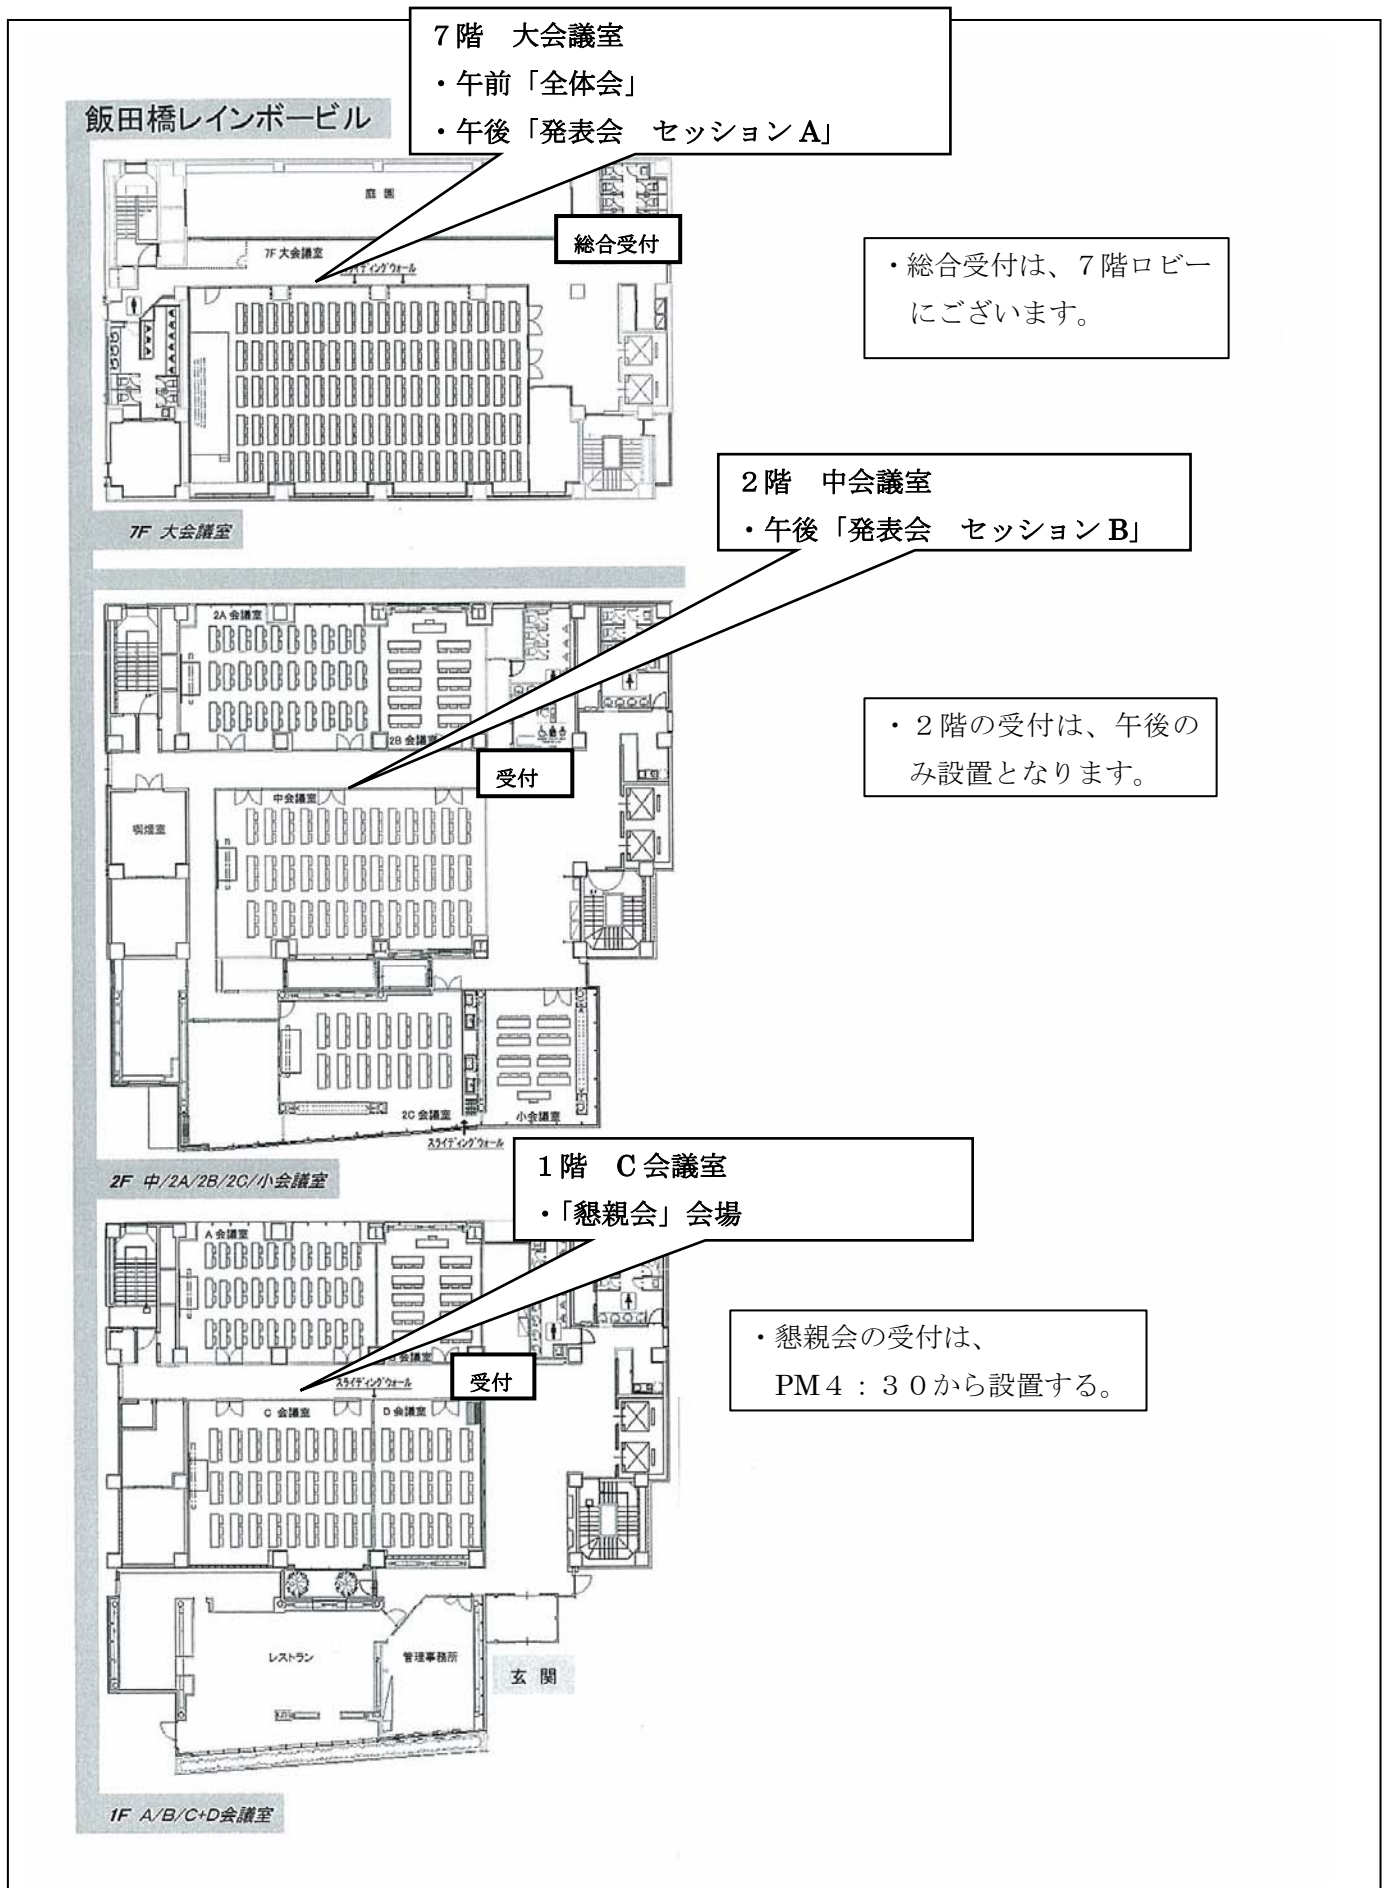 7階　大会議室
・午前「全体会」
・午後「発表会　セッションA」
飯田橋レインボービル
庭園
総合受付
7F 大会議室
スライディングウォール
・総合受付は、７階ロビー
にございます。
2階　中会議室
・午後「発表会　セッションB」
7F 大会議室
2A 会議室
2B 会議室
・２階の受付は、午後の
み設置となります。
受付
中会議室
喫煙室
2C 会議室
小会議室
スライディングウォール
1階　C会議室
・「懇親会」会場
2F 中/2A/2B/2C/小会議室
A 会議室
・懇親会の受付は、
PM４：３０から設置する。
会議室
受付
スライディングウォール
C 会議室
D 会議室
レストラン
管理事務所
玄関
1F A/B/C+D会議室